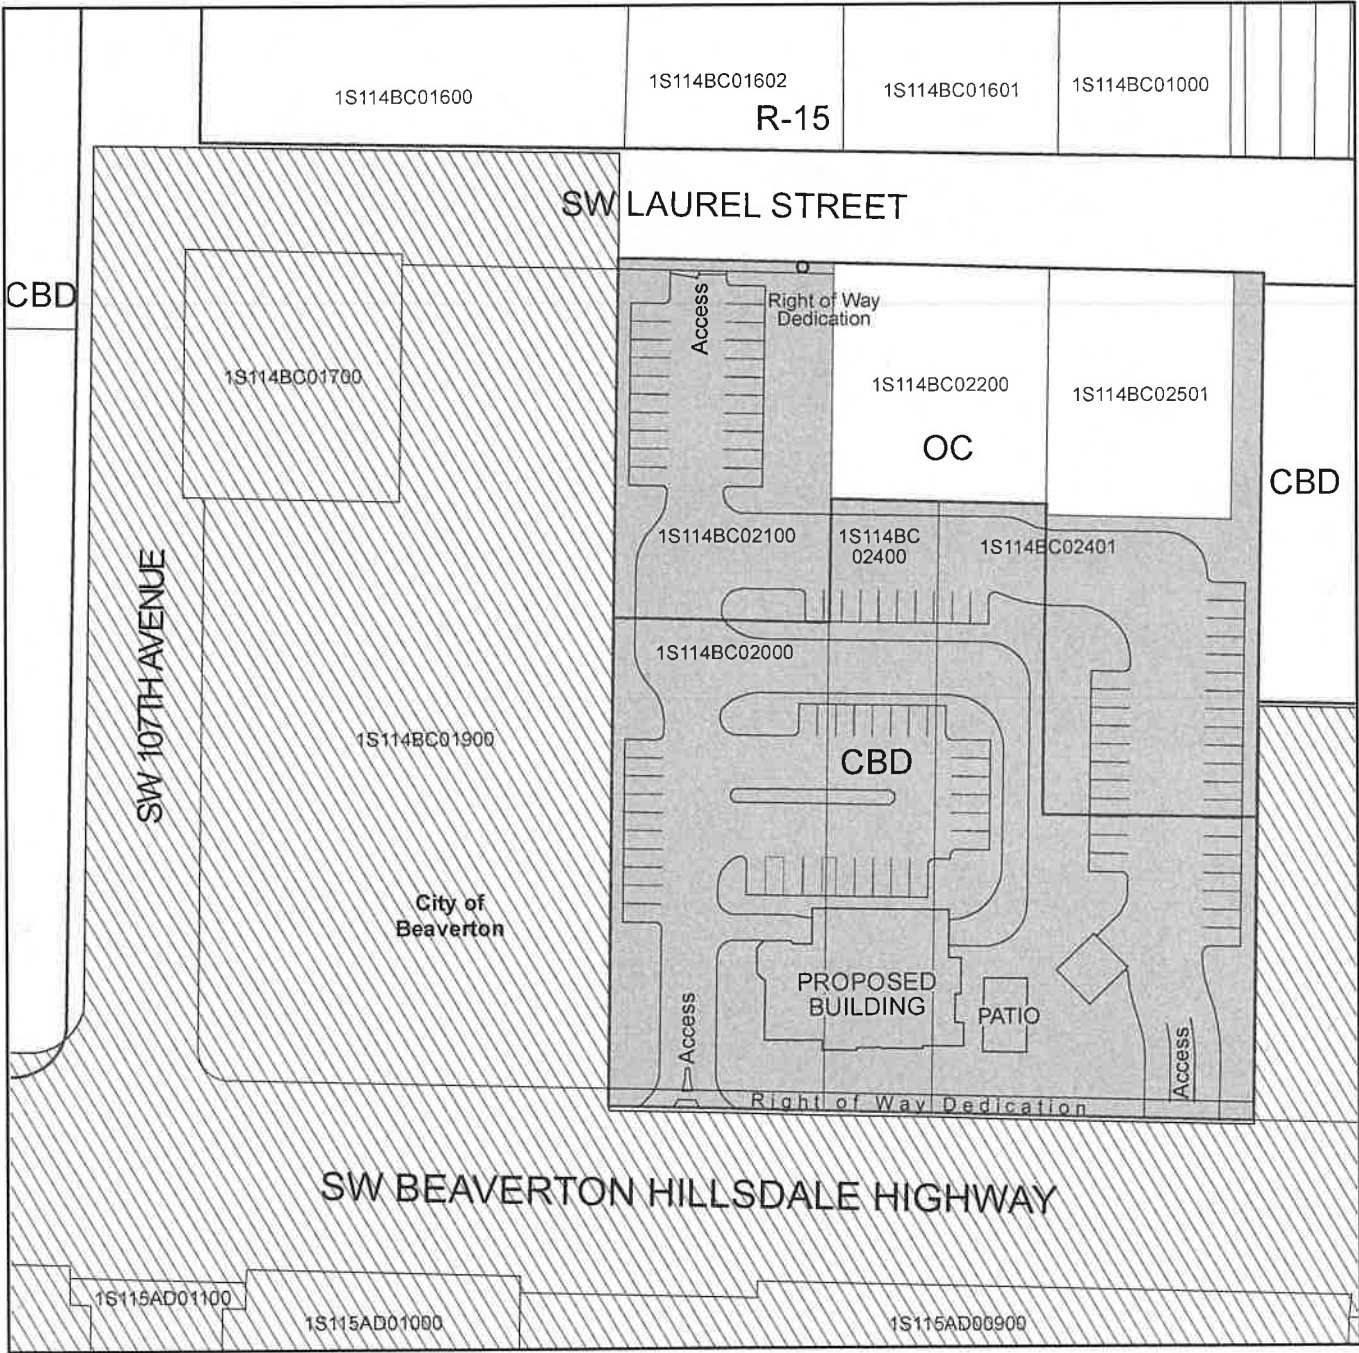 1S114BC01600
1S114BC01602
1S114BC01601
1S114BC01000
R-15
SW LAUREL STREET
CBD
Access
Right of Way
Dedication
1S114BC01700
1S114BC02200
1S114BC02501
OC
CBD
1S114BC02100
1S114BC
02400
1S114BC02401
SW 107TH AVENUE
1S114BC02000
1S114BC01900
CBD
City of
Beaverton
PROPOSED
BUILDING
PATIO
Access
Access
Right of Way Dedication
SW BEAVERTON HILLSDALE HIGHWAY
1S115AD01100
1S115AD01000
1S115AD00900